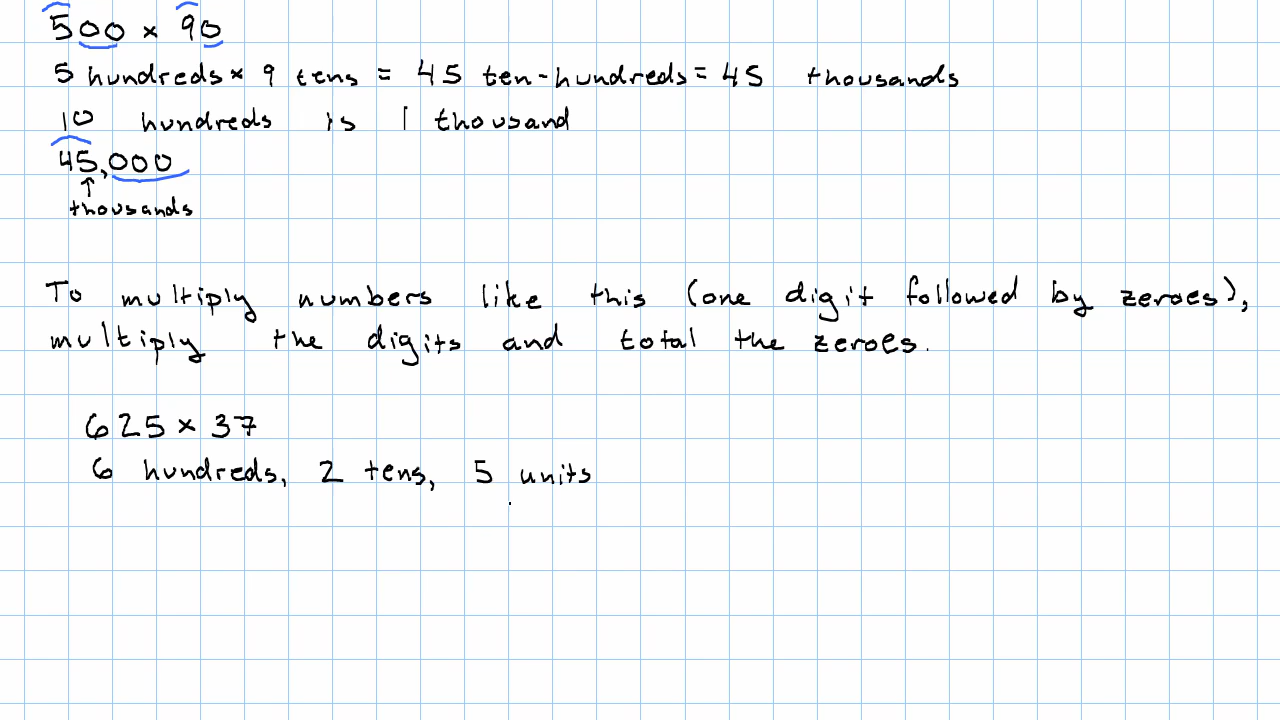 500 × 90
5 hundreds × 9 tens = 45 ten-hundreds = 45 thousands
10 hundreds is 1 thousand
45,000
↑
thousands
To multiply numbers like this (one digit followed by zeroes),
multiply the digits and total the zeroes.
625 × 37
6 hundreds, 2 tens, 5 units